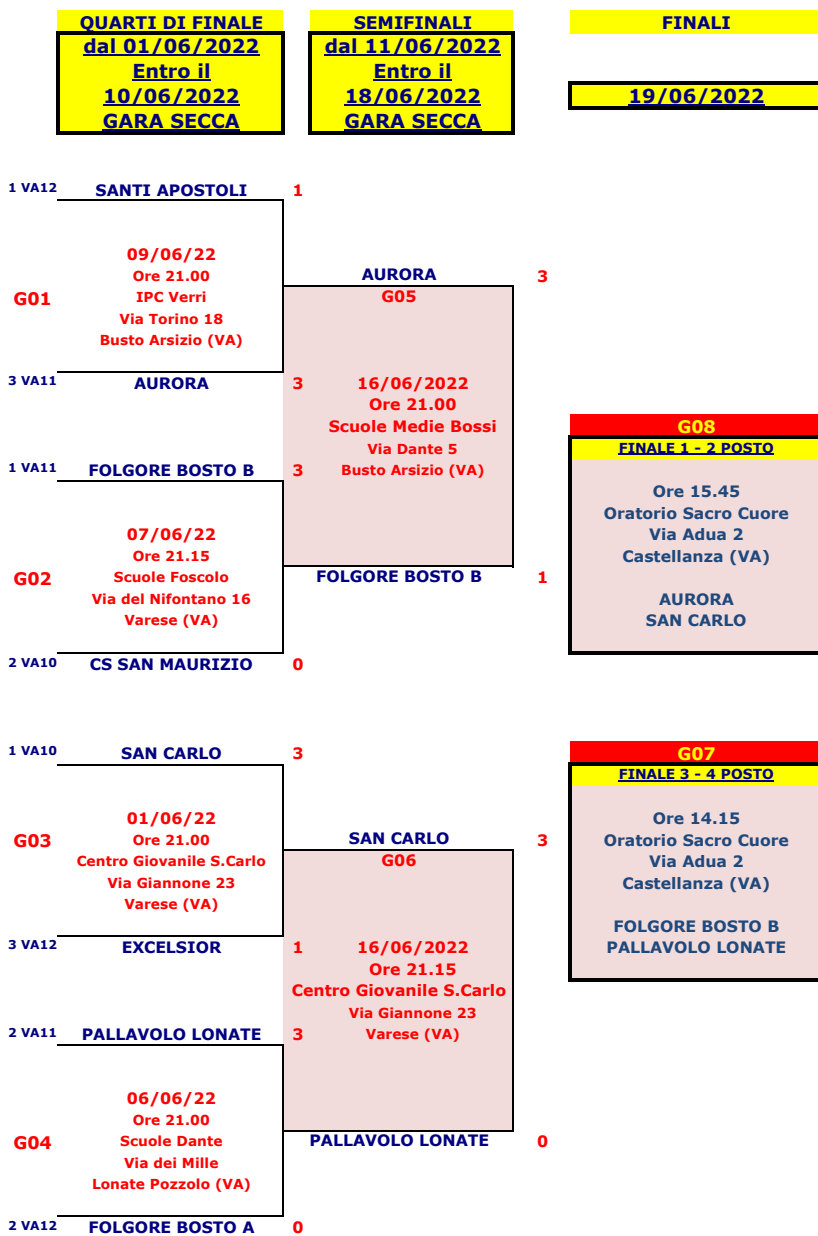 QUARTI DI FINALE
dal 01/06/2022
Entro il
10/06/2022
GARA SECCA
SEMIFINALI
dal 11/06/2022
Entro il
18/06/2022
GARA SECCA
FINALI
19/06/2022
1 VA12 SANTI APOSTOLI 1
G01
09/06/22
Ore 21.00
IPC Verri
Via Torino 18
Busto Arsizio (VA)
3 VA11 AURORA 3
1 VA11 FOLGORE BOSTO B 3
G02
07/06/22
Ore 21.15
Scuole Foscolo
Via del Nifontano 16
Varese (VA)
2 VA10 CS SAN MAURIZIO 0
AURORA 3
G05
16/06/2022
Ore 21.00
Scuole Medie Bossi
Via Dante 5
Busto Arsizio (VA)
FOLGORE BOSTO B 1
G08
FINALE 1 - 2 POSTO
Ore 15.45
Oratorio Sacro Cuore
Via Adua 2
Castellanza (VA)
AURORA
SAN CARLO
1 VA10 SAN CARLO 3
G03
01/06/22
Ore 21.00
Centro Giovanile S.Carlo
Via Giannone 23
Varese (VA)
3 VA12 EXCELSIOR 1
2 VA11 PALLAVOLO LONATE 3
G04
06/06/22
Ore 21.00
Scuole Dante
Via dei Mille
Lonate Pozzolo (VA)
2 VA12 FOLGORE BOSTO A 0
SAN CARLO 3
G06
16/06/2022
Ore 21.15
Centro Giovanile S.Carlo
Via Giannone 23
Varese (VA)
PALLAVOLO LONATE 0
G07
FINALE 3 - 4 POSTO
Ore 14.15
Oratorio Sacro Cuore
Via Adua 2
Castellanza (VA)
FOLGORE BOSTO B
PALLAVOLO LONATE